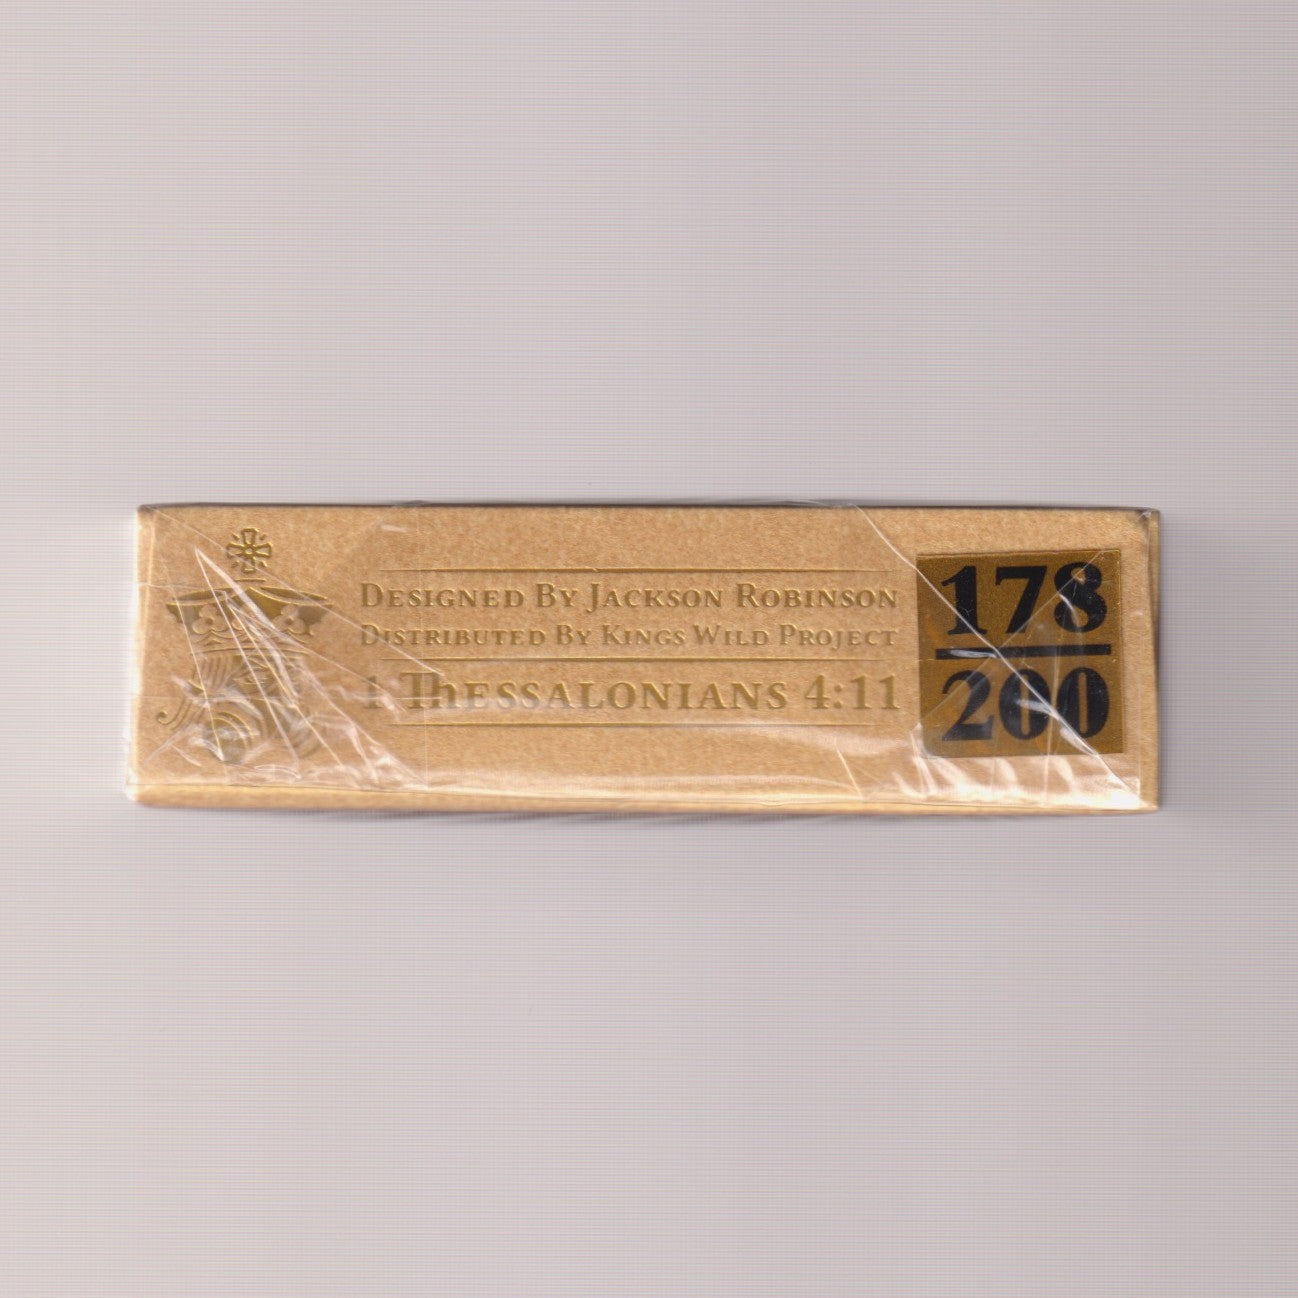 Designed By Jackson Robinson
Distributed By Kings Wild Project
1 Thessalonians 4:11
178
200